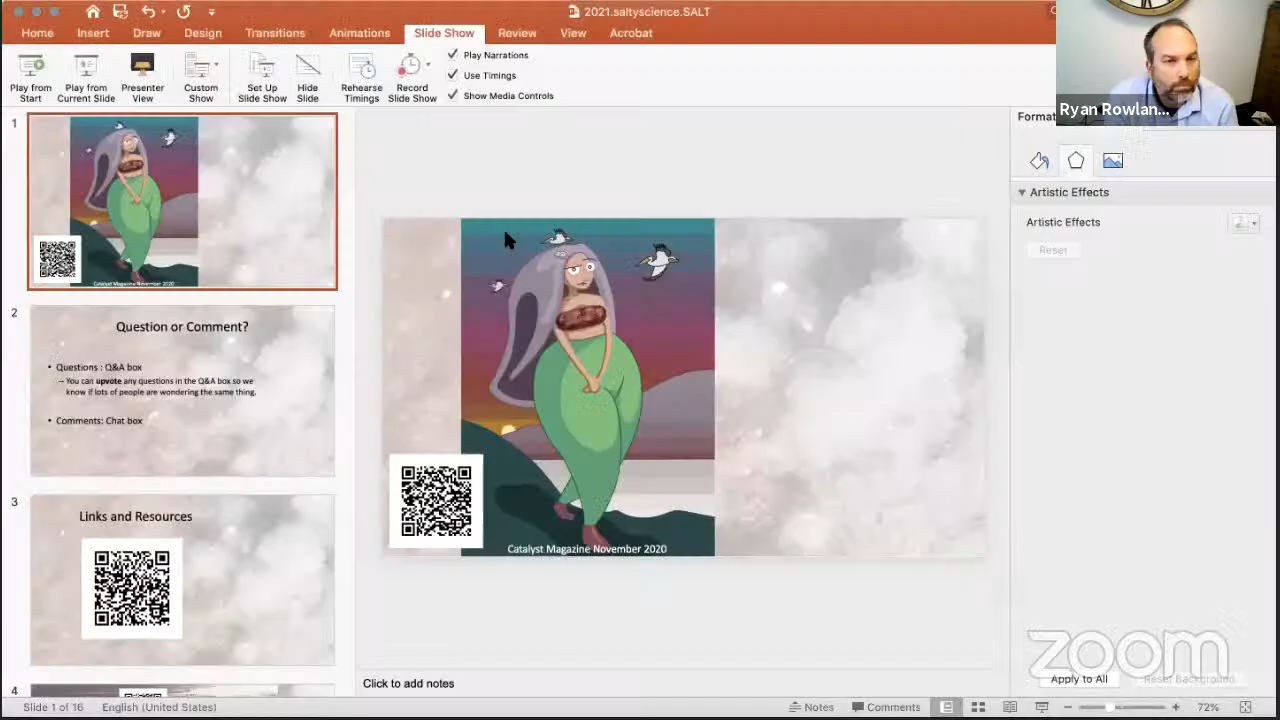 2021.saltyscience.SALT
Home Insert Draw Design Transitions Animations Slide Show Review View Acrobat
Play from Start
Play from Current Slide
Presenter View
Custom Show
Set Up Slide Show
Hide Slide
Rehearse Timings
Record Slide Show
Play Narrations
Use Timings
Show Media Controls
Ryan Rowlan...
1
Catalyst Magazine November 2020
2
Question or Comment?
• Questions : Q&A box
– You can upvote any questions in the Q&A box so we
know if lots of people are wondering the same thing.
• Comments: Chat box
3
Links and Resources
4
Catalyst Magazine November 2020
Format
Artistic Effects
Artistic Effects
Reset
zoom
Apply to All
Reset Background
Click to add notes
Slide 1 of 16 English (United States) Notes Comments 72%